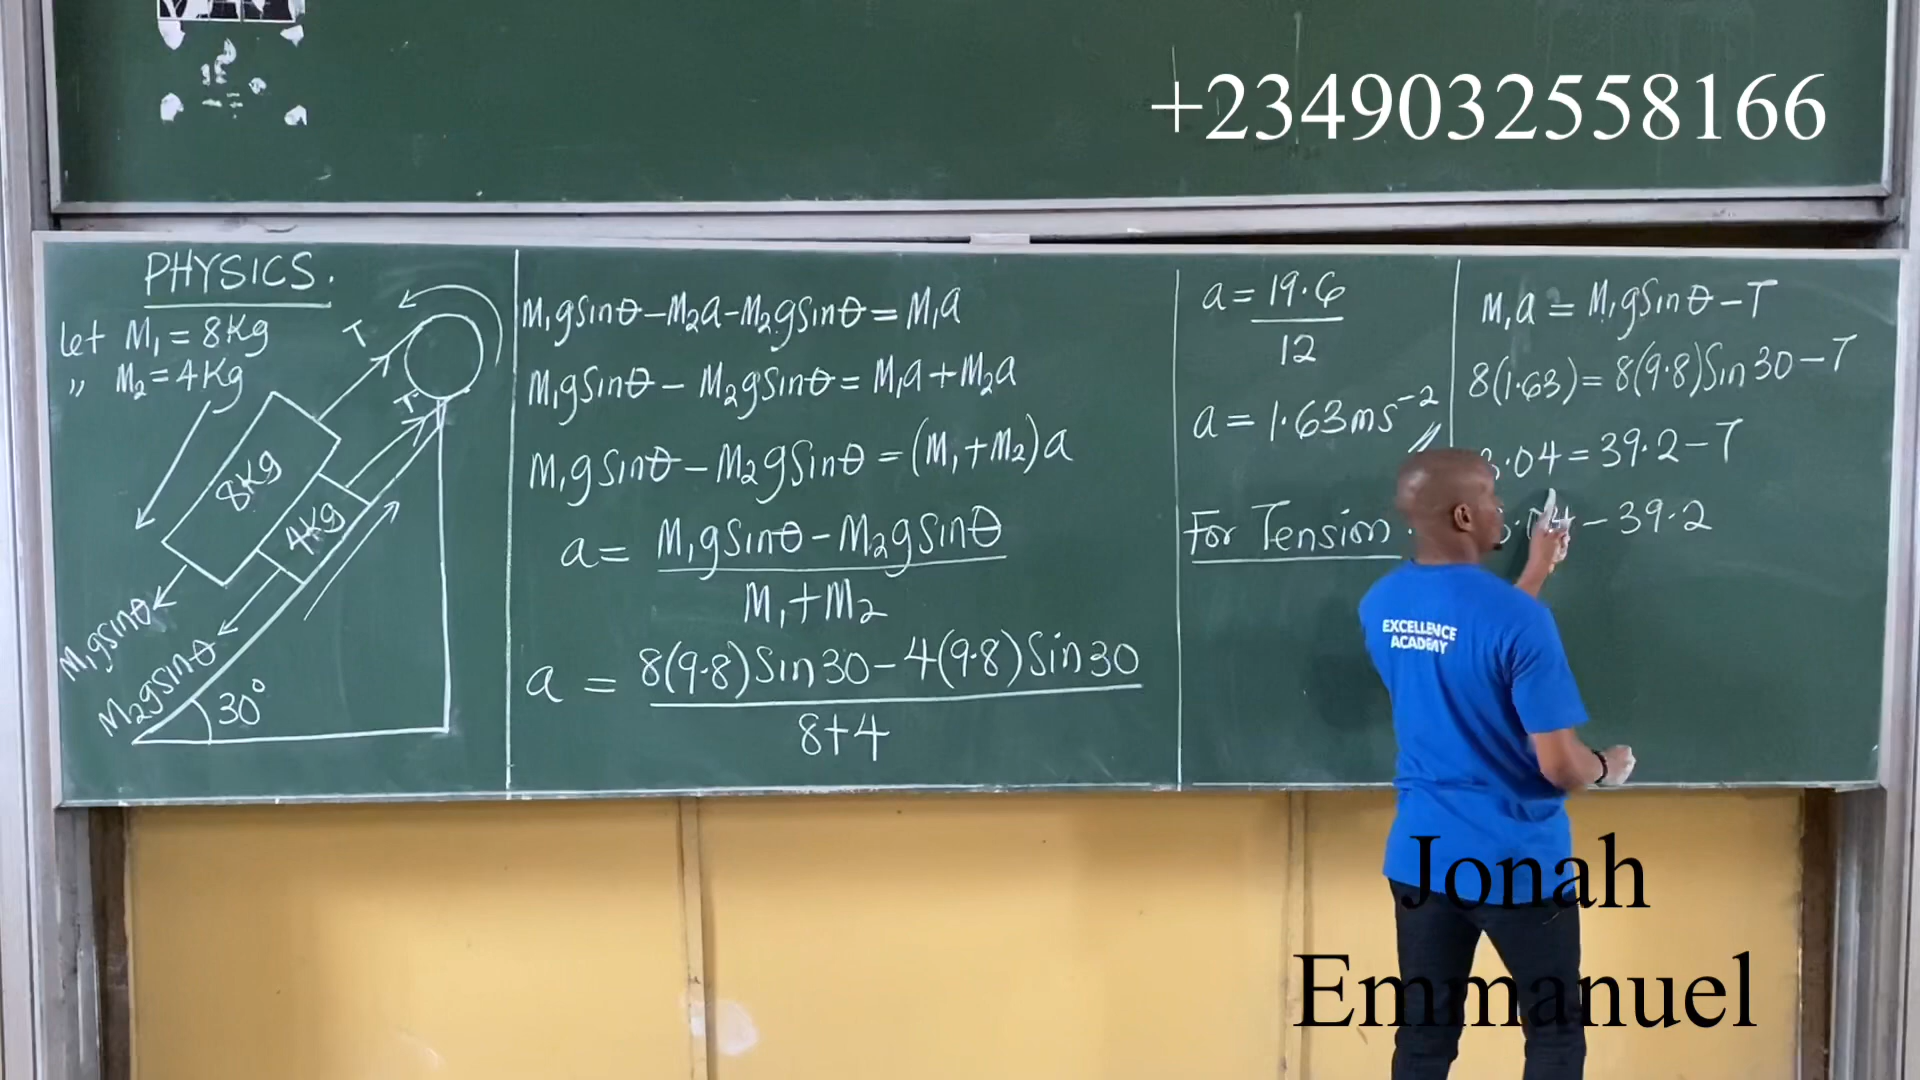 +2349032558166
PHYSICS.
let M₁ = 8Kg
,, M₂ = 4Kg
T
T
8Kg
4Kg
M₁gsinθ
M₂gsinθ
30°
M₁gsinθ – M₂a – M₂gsinθ = M₁a
M₁gsinθ – M₂gsinθ = M₁a + M₂a
M₁gsinθ – M₂gsinθ = (M₁+M₂)a
a = M₁gsinθ – M₂gsinθ
M₁+M₂
a = 8(9.8)Sin30 – 4(9.8)Sin30
8+4
a = 19.6
12
a = 1.63ms⁻²
For Tension.
M₁a = M₁gSinθ – T
8(1.63) = 8(9.8)Sin30 – T
.04 = 39.2 – T
– 39.2
EXCELLENCE
ACADEMY
Jonah
Emmanuel